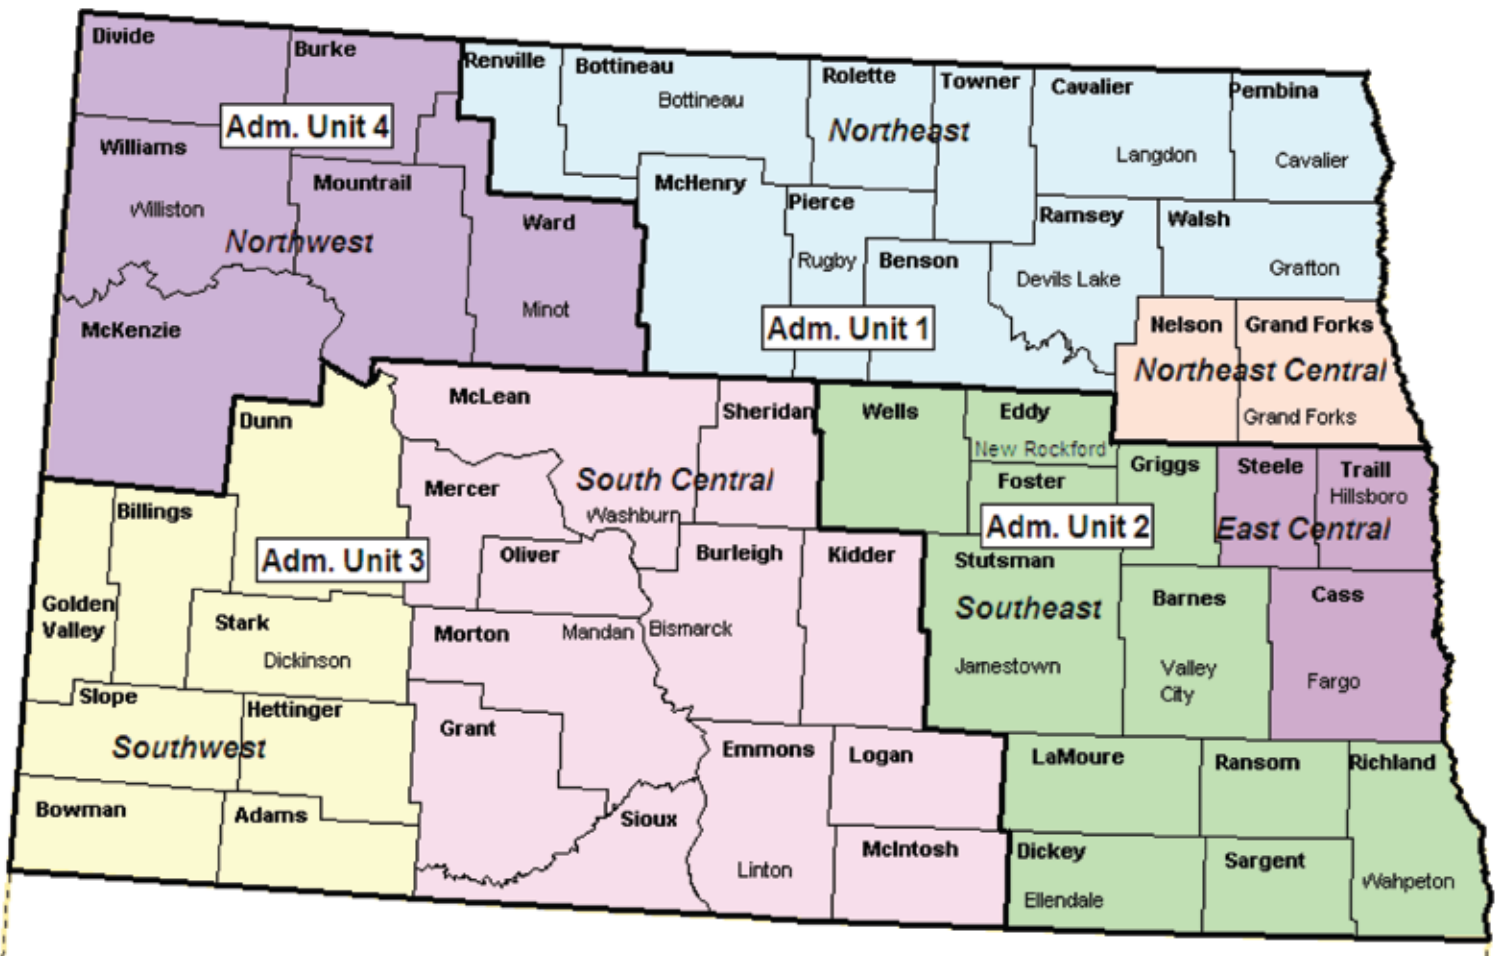 Divide
Burke
Renville
Bottineau
Bottineau
Rolette
Towner
Cavalier
Pembina
Adm. Unit 4
Northeast
Langdon
Cavalier
Williams
Mountrail
McHenry
Pierce
Ramsey
Walsh
Williston
Ward
Northwest
Rugby
Benson
Devils Lake
Grafton
Minot
McKenzie
Adm. Unit 1
Nelson
Grand Forks
Northeast Central
Grand Forks
McLean
Sheridan
Wells
Eddy
New Rockford
Dunn
Griggs
Steele
Traill
Hillsboro
Mercer
South Central
Foster
Washburn
Billings
Adm. Unit 2
East Central
Adm. Unit 3
Oliver
Burleigh
Kidder
Stutsman
Golden
Valley
Southeast
Barnes
Cass
Stark
Morton
Mandan
Bismarck
Dickinson
Jamestown
Valley
City
Fargo
Slope
Hettinger
Grant
Southwest
Emmons
Logan
LaMoure
Ransom
Richland
Bowman
Adams
Sioux
McIntosh
Dickey
Sargent
Linton
Ellendale
Wahpeton